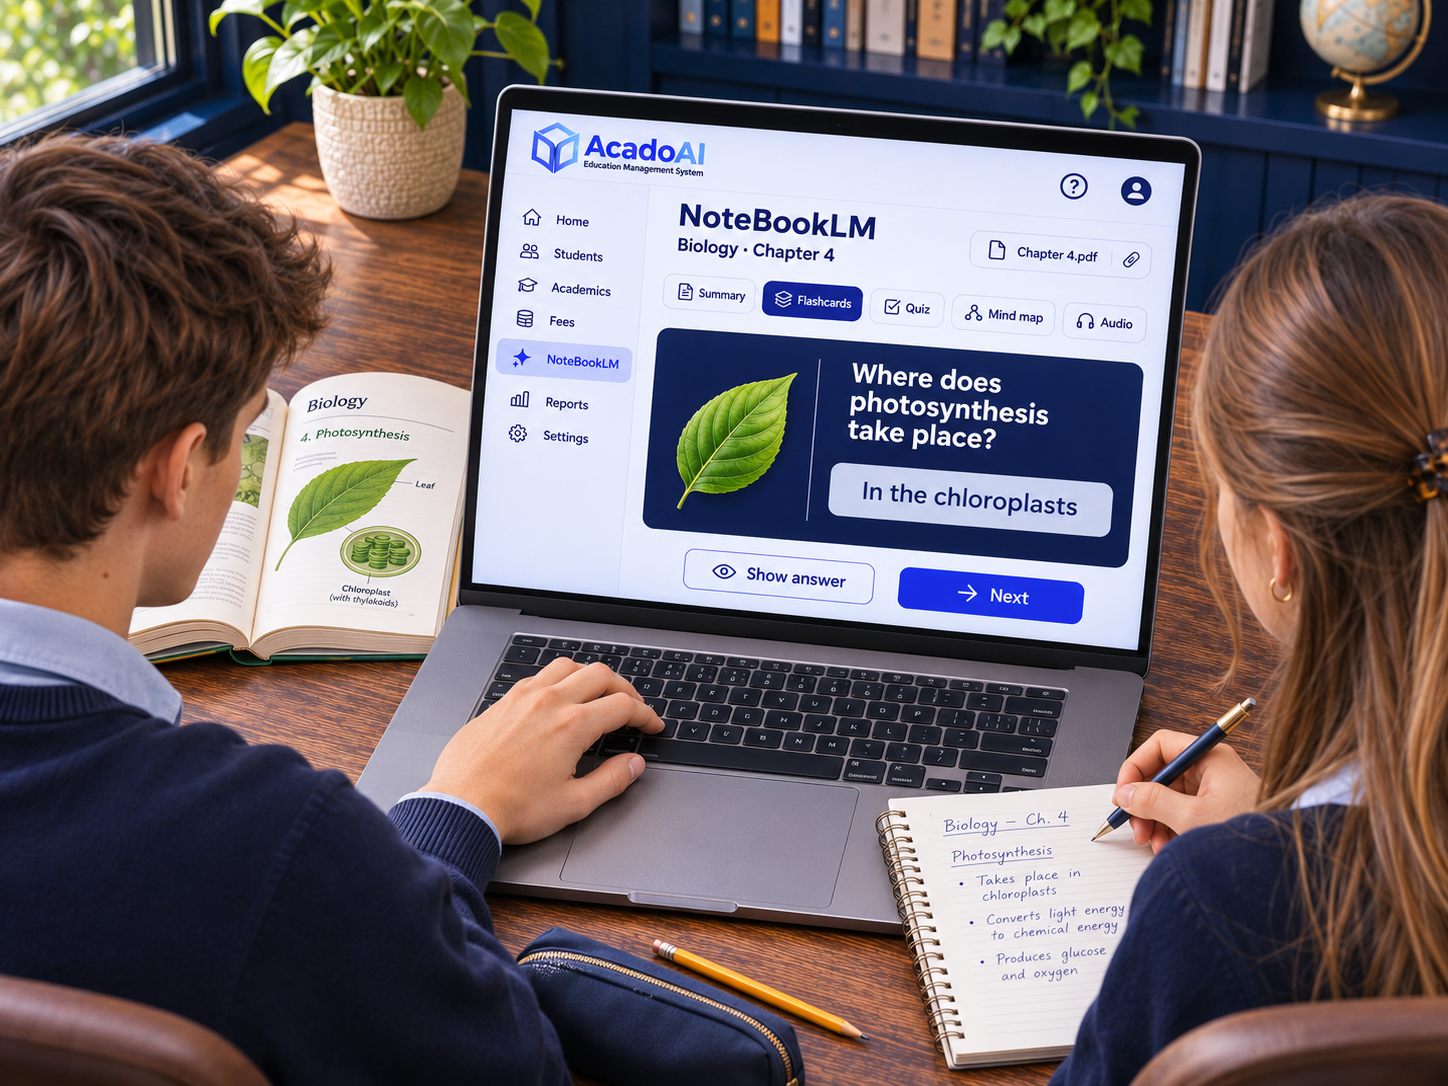 AcadoAI
Education Management System
Home
Students
Academics
Fees
NoteBookLM
Reports
Settings
NoteBookLM
Biology • Chapter 4
Chapter 4.pdf
Summary
Flashcards
Quiz
Mind map
Audio
Where does
photosynthesis
take place?
In the chloroplasts
Show answer
Next
Biology
4. Photosynthesis
Leaf
Chloroplast
(with thylakoids)
Biology – Ch. 4
Photosynthesis
• Takes place in
chloroplasts
• Converts light energy
to chemical energy
• Produces glucose
and oxygen